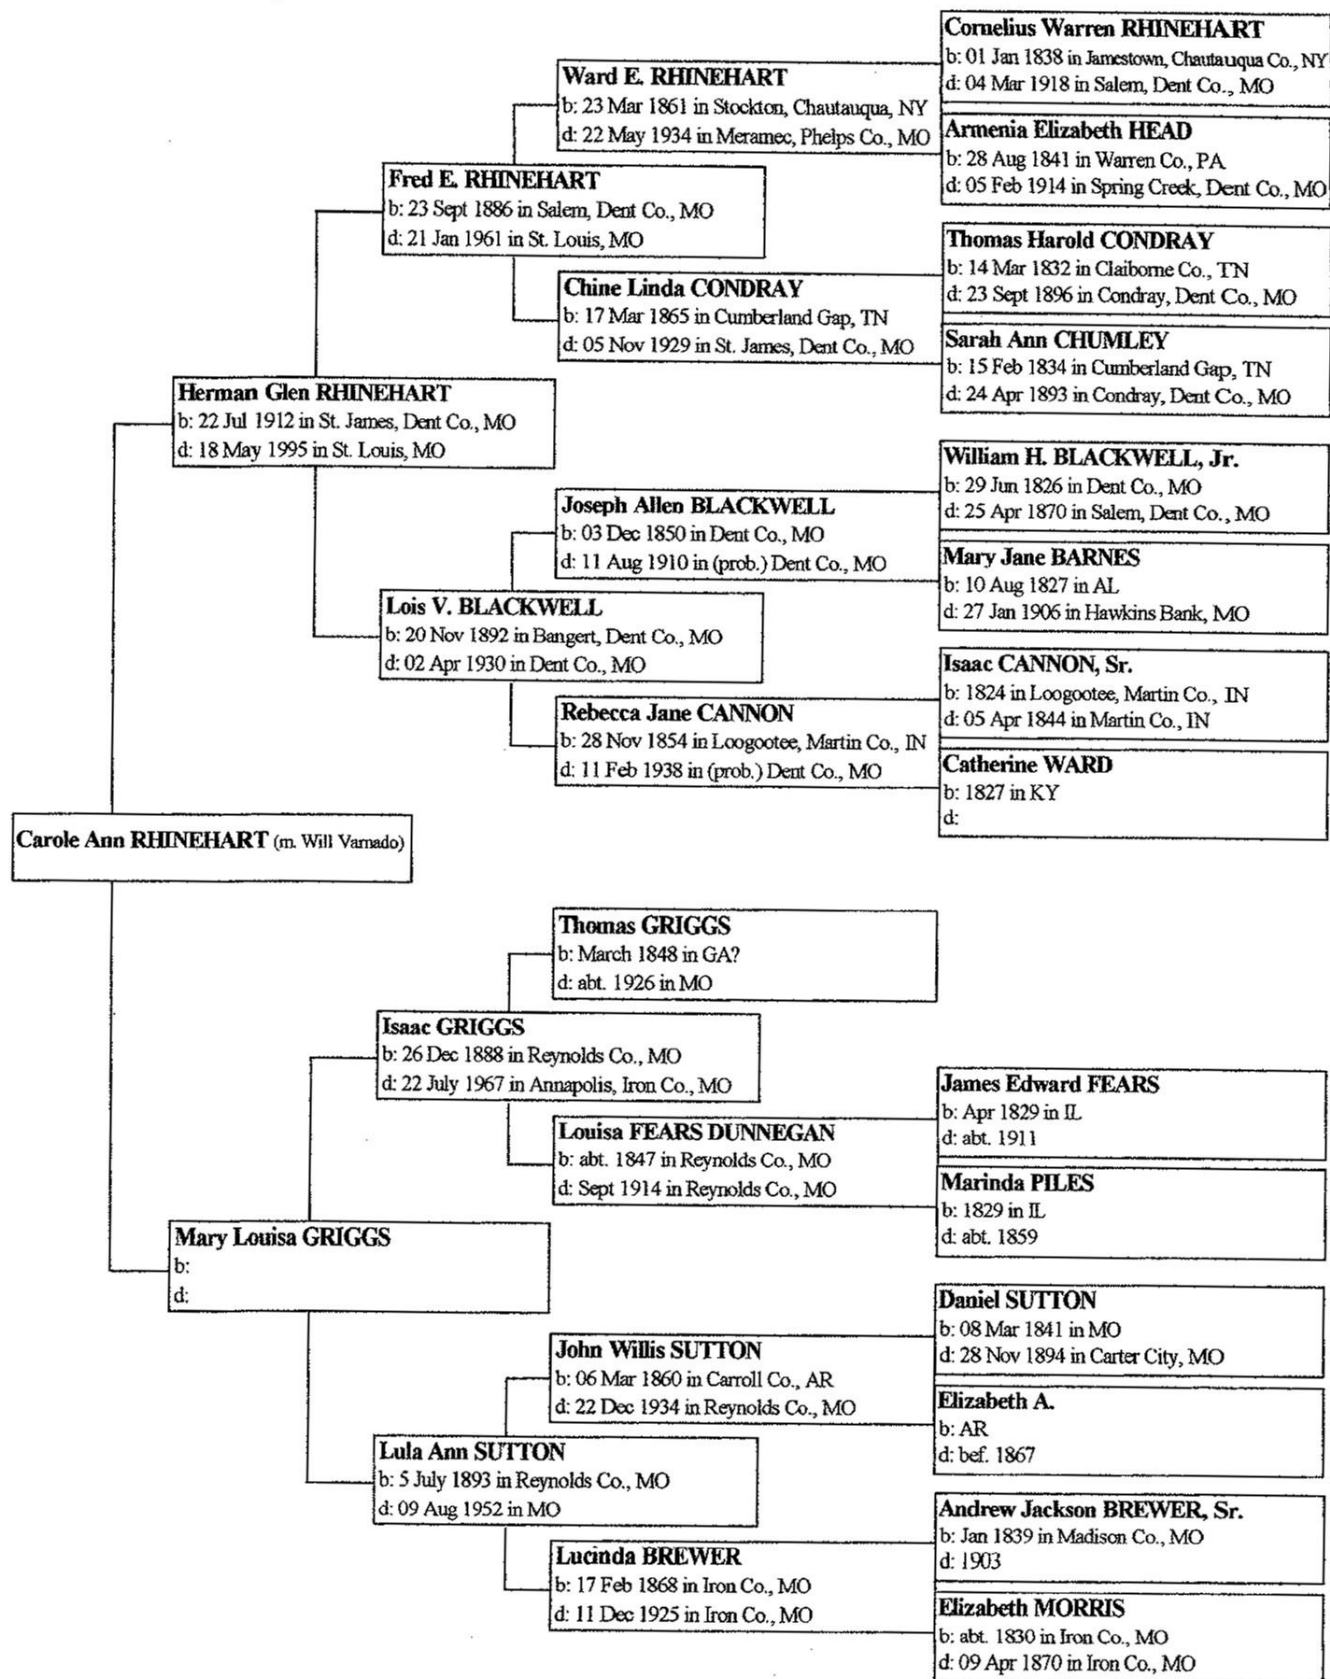 Cornelius Warren RHINEHART
b: 01 Jan 1838 in Jamestown, Chautauqua Co., NY
d: 04 Mar 1918 in Salem, Dent Co., MO
Ward E. RHINEHART
b: 23 Mar 1861 in Stockton, Chautauqua, NY
d: 22 May 1934 in Meramec, Phelps Co., MO
Armenia Elizabeth HEAD
b: 28 Aug 1841 in Warren Co., PA
d: 05 Feb 1914 in Spring Creek, Dent Co., MO
Fred E. RHINEHART
b: 23 Sept 1886 in Salem, Dent Co., MO
d: 21 Jan 1961 in St. Louis, MO
Thomas Harold CONDRAY
b: 14 Mar 1832 in Claiborne Co., TN
d: 23 Sept 1896 in Condray, Dent Co., MO
Chine Linda CONDRAY
b: 17 Mar 1865 in Cumberland Gap, TN
d: 05 Nov 1929 in St. James, Dent Co., MO
Sarah Ann CHUMLEY
b: 15 Feb 1834 in Cumberland Gap, TN
d: 24 Apr 1893 in Condray, Dent Co., MO
Herman Glen RHINEHART
b: 22 Jul 1912 in St. James, Dent Co., MO
d: 18 May 1995 in St. Louis, MO
William H. BLACKWELL, Jr.
b: 29 Jun 1826 in Dent Co., MO
d: 25 Apr 1870 in Salem, Dent Co., MO
Joseph Allen BLACKWELL
b: 03 Dec 1850 in Dent Co., MO
d: 11 Aug 1910 in (prob.) Dent Co., MO
Mary Jane BARNES
b: 10 Aug 1827 in AL
d: 27 Jan 1906 in Hawkins Bank, MO
Lois V. BLACKWELL
b: 20 Nov 1892 in Bangert, Dent Co., MO
d: 02 Apr 1930 in Dent Co., MO
Isaac CANNON, Sr.
b: 1824 in Loogootee, Martin Co., IN
d: 05 Apr 1844 in Martin Co., IN
Rebecca Jane CANNON
b: 28 Nov 1854 in Loogootee, Martin Co., IN
d: 11 Feb 1938 in (prob.) Dent Co., MO
Catherine WARD
b: 1827 in KY
d:
Carole Ann RHINEHART (m. Will Varnado)
Thomas GRIGGS
b: March 1848 in GA?
d: abt. 1926 in MO
Isaac GRIGGS
b: 26 Dec 1888 in Reynolds Co., MO
d: 22 July 1967 in Annapolis, Iron Co., MO
James Edward FEARS
b: Apr 1829 in IL
d: abt. 1911
Louisa FEARS DUNNEGAN
b: abt. 1847 in Reynolds Co., MO
d: Sept 1914 in Reynolds Co., MO
Marinda PILES
b: 1829 in IL
d: abt. 1859
Mary Louisa GRIGGS
b:
d:
Daniel SUTTON
b: 08 Mar 1841 in MO
d: 28 Nov 1894 in Carter City, MO
John Willis SUTTON
b: 06 Mar 1860 in Carroll Co., AR
d: 22 Dec 1934 in Reynolds Co., MO
Elizabeth A.
b: AR
d: bef. 1867
Lula Ann SUTTON
b: 5 July 1893 in Reynolds Co., MO
d: 09 Aug 1952 in MO
Andrew Jackson BREWER, Sr.
b: Jan 1839 in Madison Co., MO
d: 1903
Lucinda BREWER
b: 17 Feb 1868 in Iron Co., MO
d: 11 Dec 1925 in Iron Co., MO
Elizabeth MORRIS
b: abt. 1830 in Iron Co., MO
d: 09 Apr 1870 in Iron Co., MO